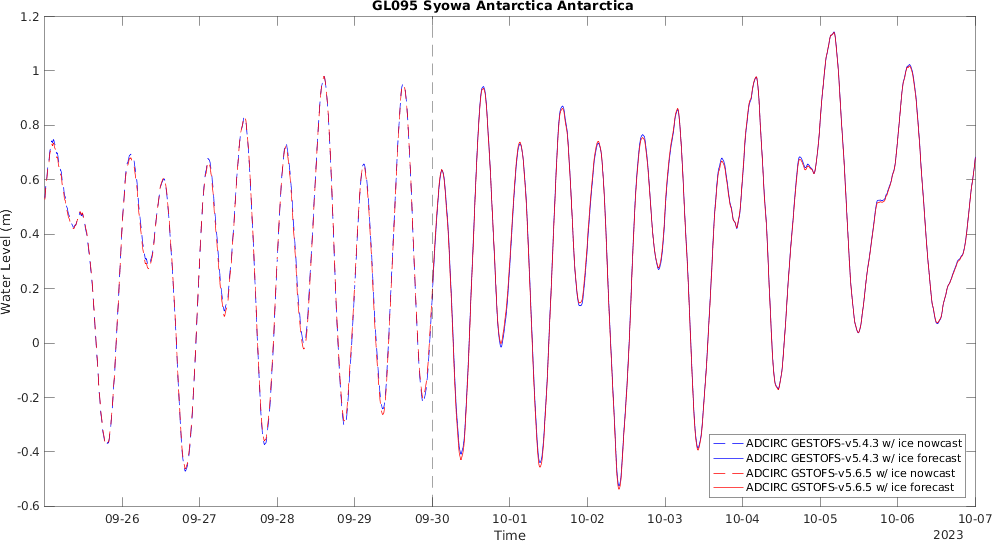 GL095 Syowa Antarctica Antarctica
1.2
1
0.8
0.6
0.4
0.2
0
-0.2
-0.4
-0.6
Water Level (m)
ADCIRC GESTOFS-v5.4.3 w/ ice nowcast
ADCIRC GESTOFS-v5.4.3 w/ ice forecast
ADCIRC GSTOFS-v5.6.5 w/ ice nowcast
ADCIRC GSTOFS-v5.6.5 w/ ice forecast
09-26 09-27 09-28 09-29 09-30 10-01 10-02 10-03 10-04 10-05 10-06 10-07
Time
2023